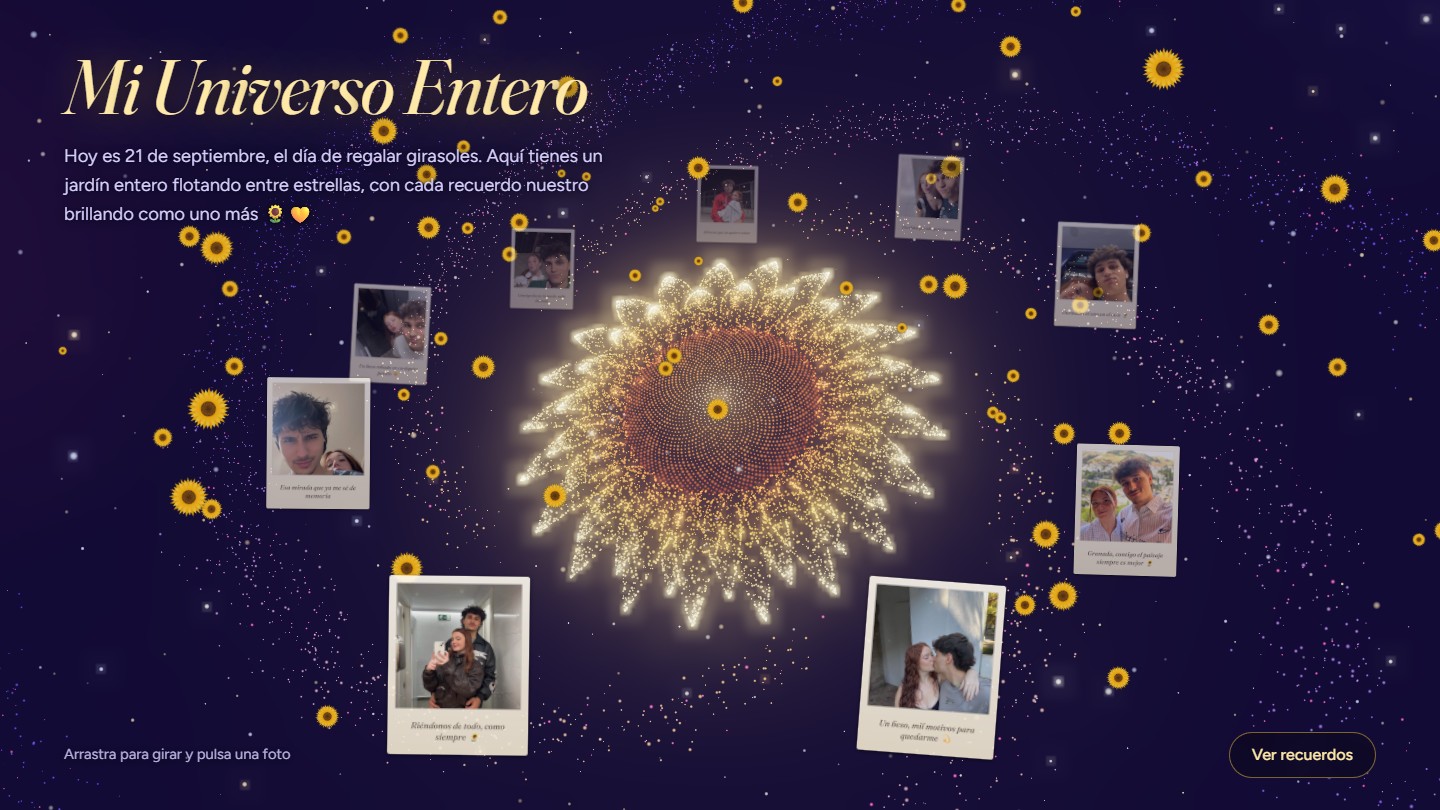 Mi Universo Entero
Hoy es 21 de septiembre, el día de regalar girasoles. Aquí tienes un
jardín entero flotando entre estrellas, con cada recuerdo nuestro
brillando como uno más 🌻 💛
Esa mirada que ya me sé de
memoria
Granada, contigo el paisaje
siempre es mejor 🌻
Riéndonos de todo, como
siempre 🌻
Un beso, mil motivos para
quedarme 💫
Arrastra para girar y pulsa una foto
Ver recuerdos